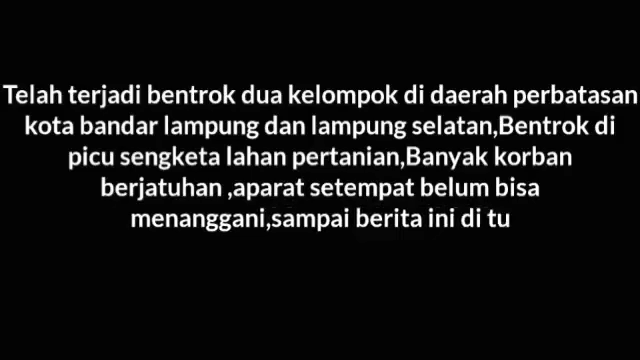 Telah terjadi bentrok dua kelompok di daerah perbatasan
kota bandar lampung dan lampung selatan,Bentrok di
picu sengketa lahan pertanian,Banyak korban
berjatuhan ,aparat setempat belum bisa
menanggani,sampai berita ini di tu